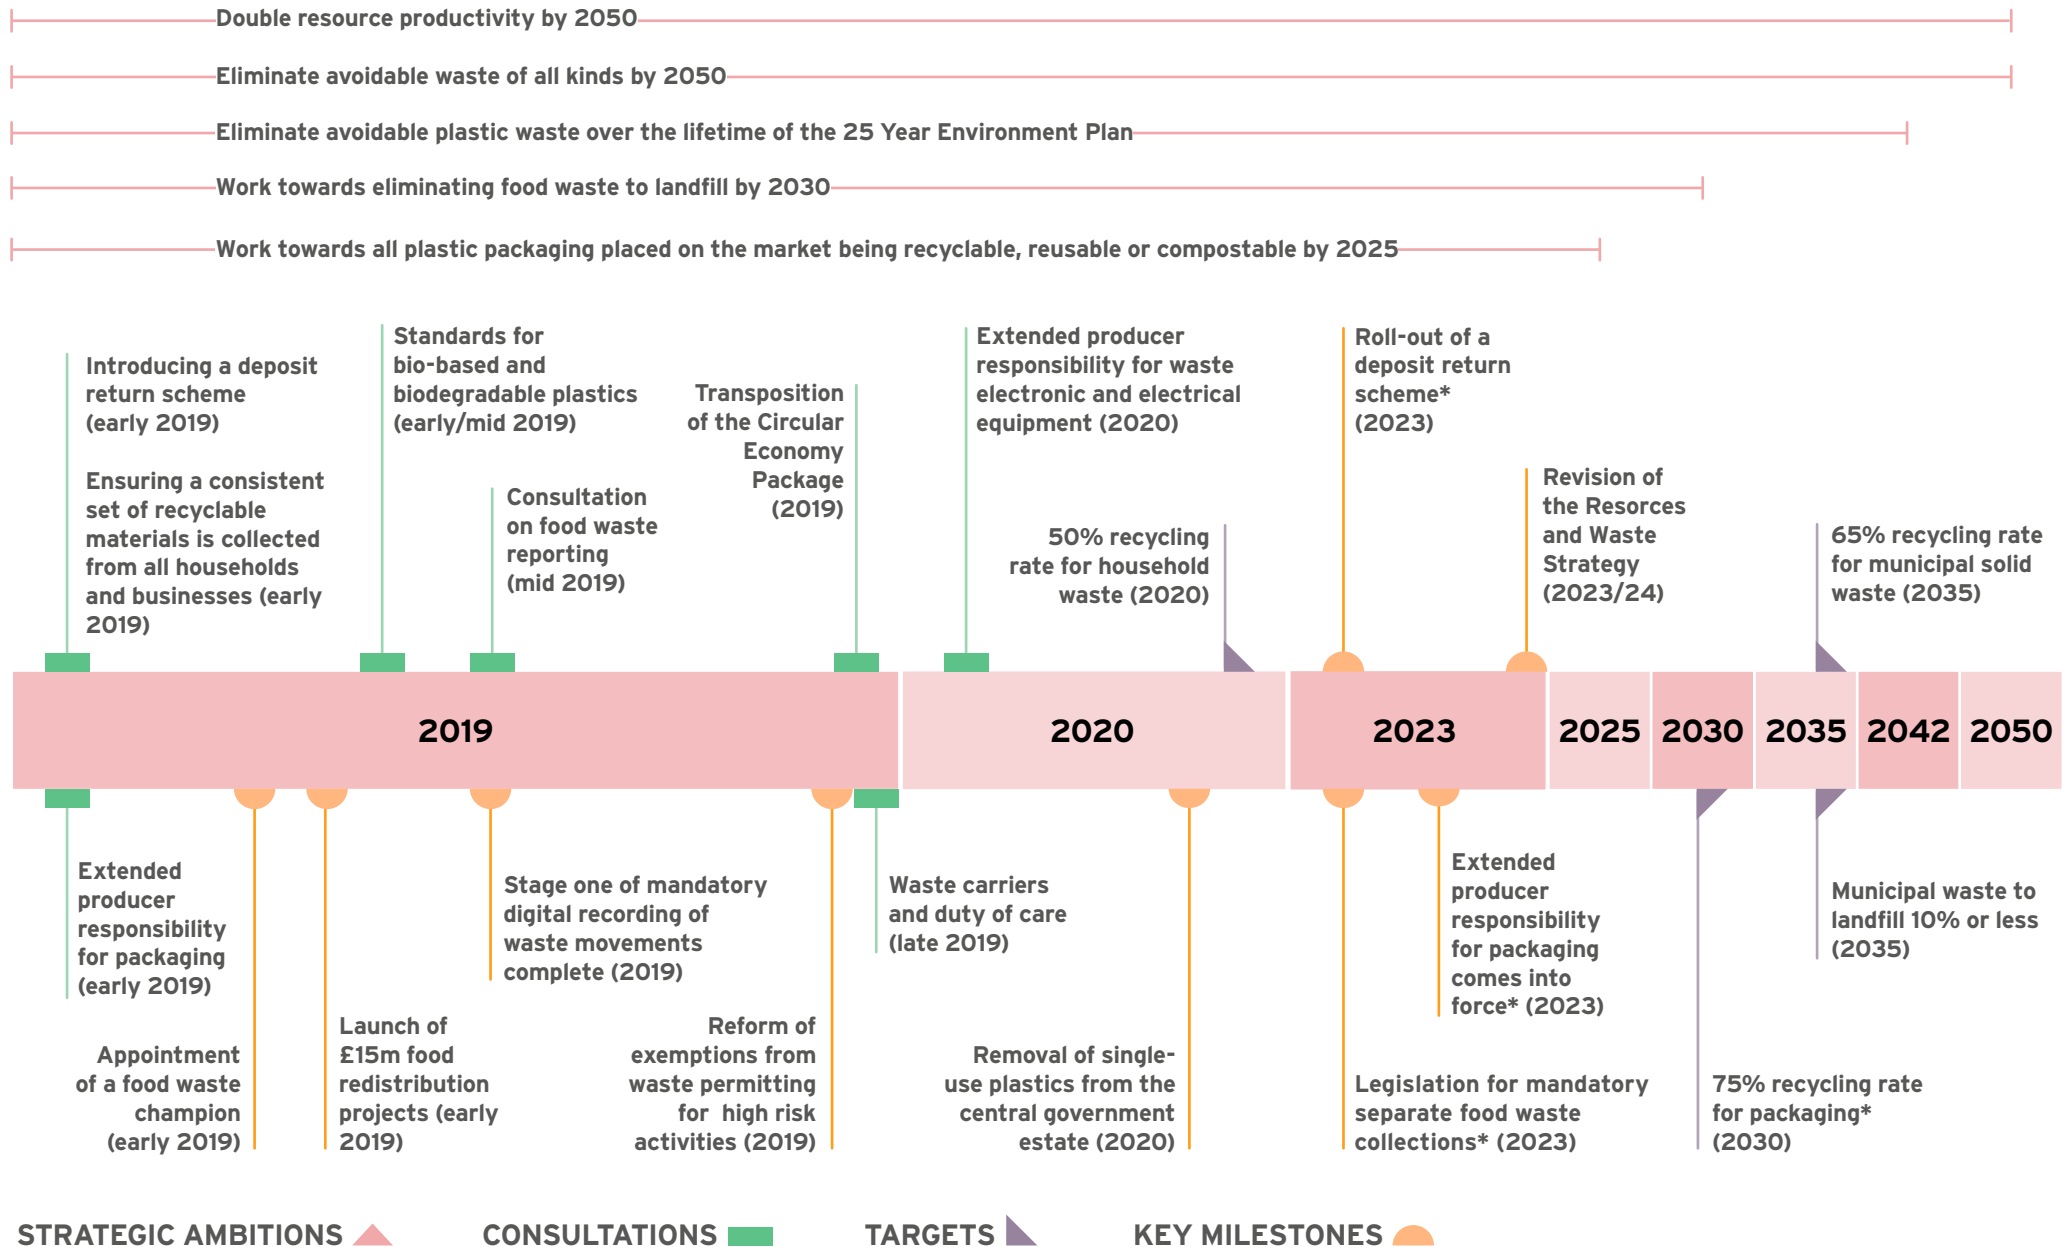 Double resource productivity by 2050
Eliminate avoidable waste of all kinds by 2050
Eliminate avoidable plastic waste over the lifetime of the 25 Year Environment Plan
Work towards eliminating food waste to landfill by 2030
Work towards all plastic packaging placed on the market being recyclable, reusable or compostable by 2025
Introducing a deposit
return scheme
(early 2019)
Ensuring a consistent
set of recyclable
materials is collected
from all households
and businesses (early
2019)
Standards for
bio-based and
biodegradable plastics
(early/mid 2019)
Consultation
on food waste
reporting
(mid 2019)
Transposition
of the Circular
Economy
Package
(2019)
Extended producer
responsibility for waste
electronic and electrical
equipment (2020)
50% recycling
rate for household
waste (2020)
Roll-out of a
deposit return
scheme*
(2023)
Revision of
the Resorces
and Waste
Strategy
(2023/24)
65% recycling rate
for municipal solid
waste (2035)
2019
2020
2023
2025
2030
2035
2042
2050
Extended
producer
responsibility
for packaging
(early 2019)
Appointment
of a food waste
champion
(early 2019)
Launch of
£15m food
redistribution
projects (early
2019)
Stage one of mandatory
digital recording of
waste movements
complete (2019)
Reform of
exemptions from
waste permitting
for high risk
activities (2019)
Waste carriers
and duty of care
(late 2019)
Removal of single-
use plastics from the
central government
estate (2020)
Extended
producer
responsibility
for packaging
comes into
force* (2023)
Legislation for mandatory
separate food waste
collections* (2023)
75% recycling rate
for packaging*
(2030)
Municipal waste to
landfill 10% or less
(2035)
STRATEGIC AMBITIONS
CONSULTATIONS
TARGETS
KEY MILESTONES